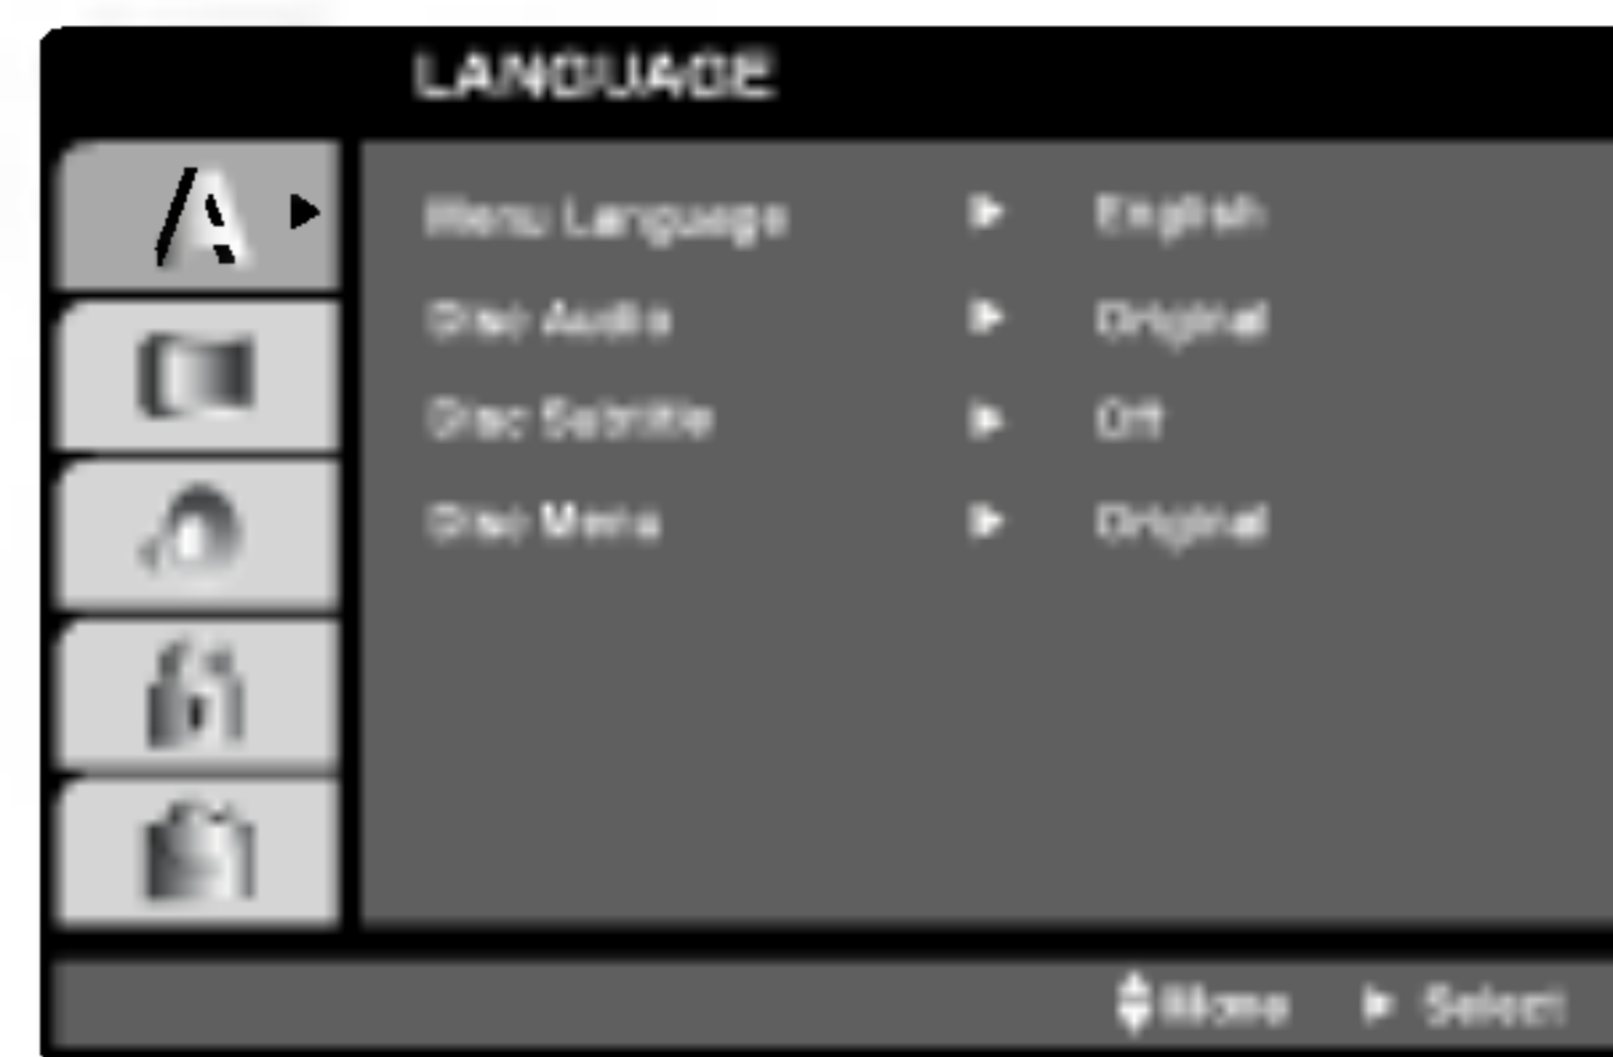 LANGUAGE
Menu Language ► English
Disc Audio ► Original
Disc Subtitle ► Off
Disc Menu ► Original
Move ► Select